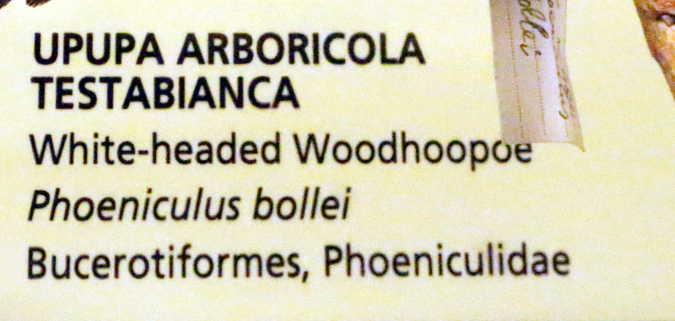 UPUPA ARBORICOLA
TESTABIANCA
White-headed Woodhoopoe
Phoeniculus bollei
Bucerotiformes, Phoeniculidae